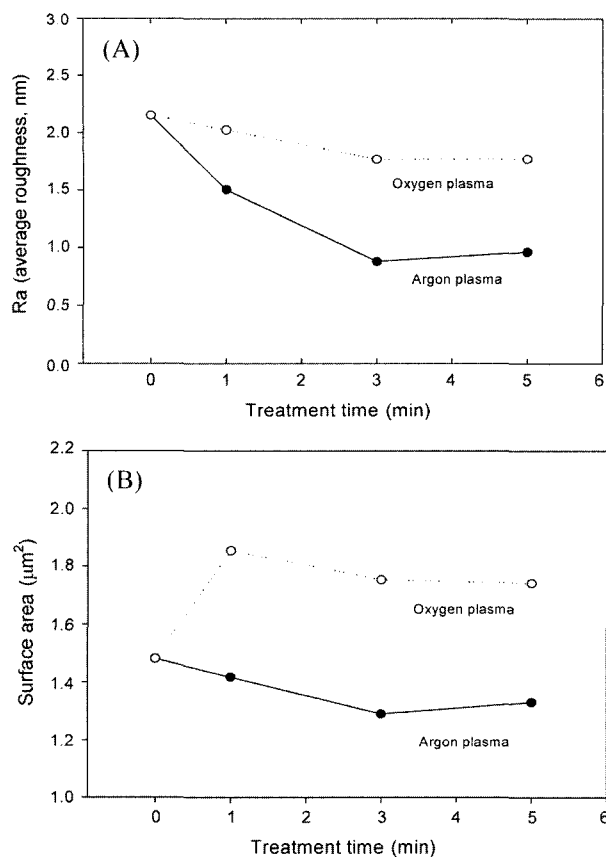 (A)
Ra (average roughness, nm)
3.0
2.5
2.0
1.5
1.0
0.5
0.0
Oxygen plasma
Argon plasma
0 1 2 3 4 5 6
Treatment time (min)
(B)
Surface area (μm²)
2.2
2.0
1.8
1.6
1.4
1.2
1.0
Oxygen plasma
Argon plasma
0 1 2 3 4 5 6
Treatment time (min)